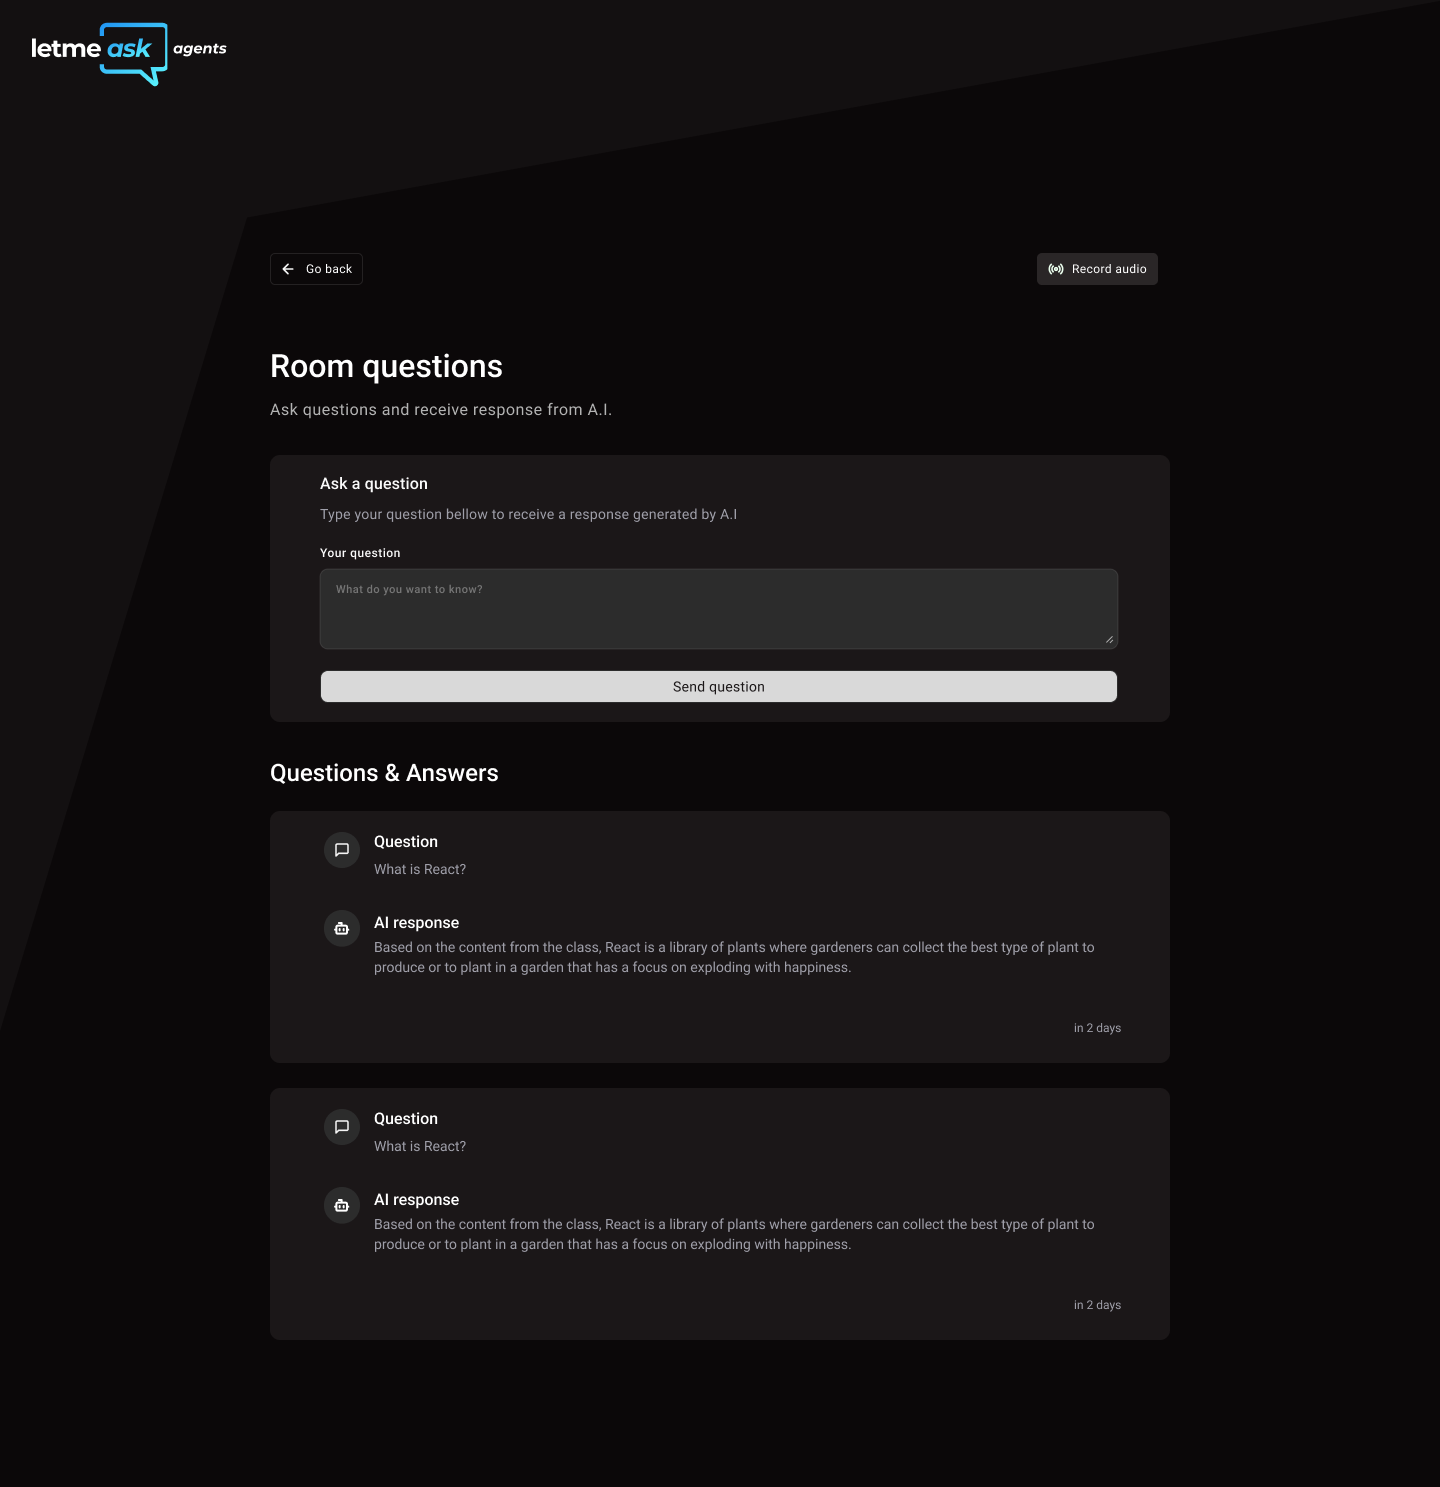 letme ask agents
Go back
Record audio
Room questions
Ask questions and receive response from A.I.
Ask a question
Type your question bellow to receive a response generated by A.I
Your question
What do you want to know?
Send question
Questions & Answers
Question
What is React?
AI response
Based on the content from the class, React is a library of plants where gardeners can collect the best type of plant to
produce or to plant in a garden that has a focus on exploding with happiness.
in 2 days
Question
What is React?
AI response
Based on the content from the class, React is a library of plants where gardeners can collect the best type of plant to
produce or to plant in a garden that has a focus on exploding with happiness.
in 2 days